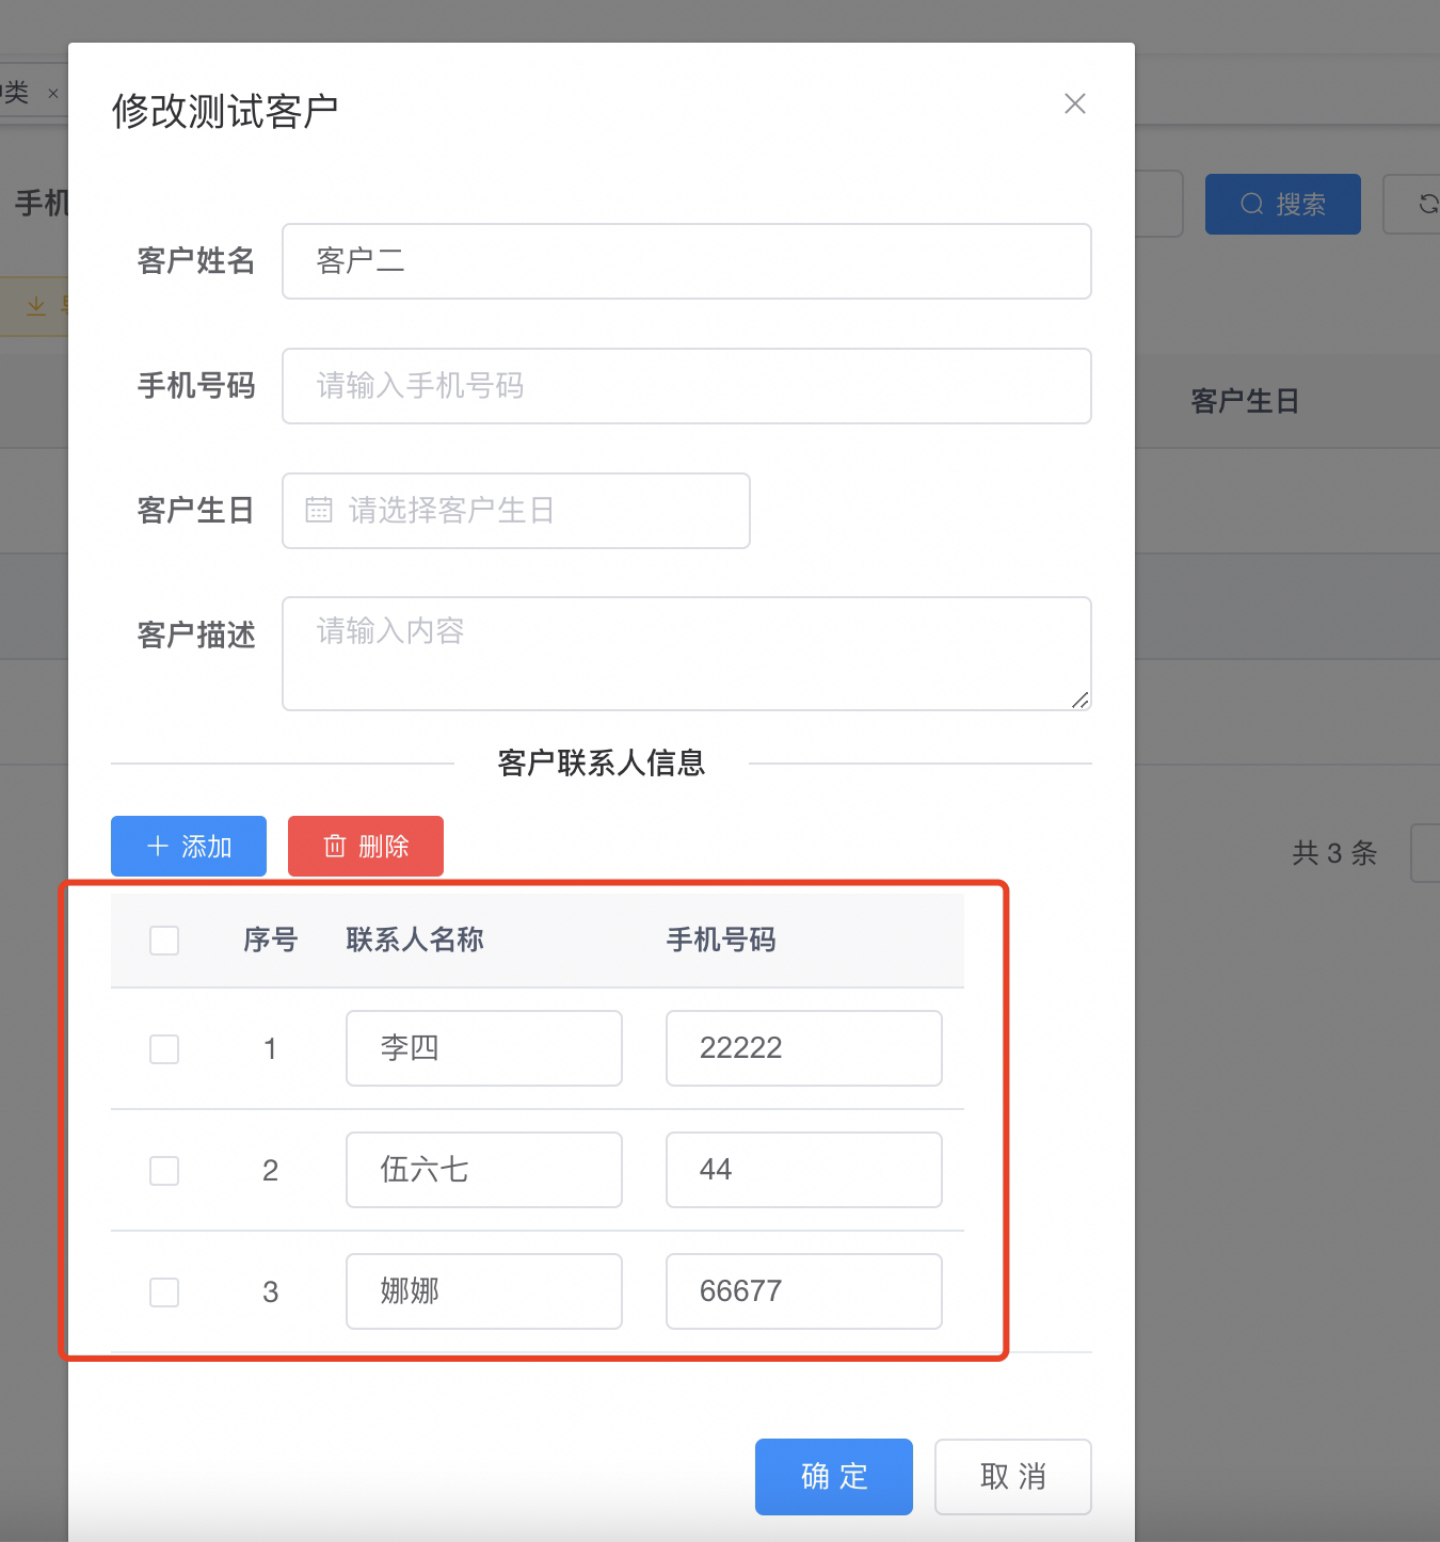 类 ×
修改测试客户
手机
搜索
客户姓名 客户二
手机号码 请输入手机号码
客户生日 请选择客户生日
客户生日
客户描述 请输入内容
客户联系人信息
添加 删除
共 3 条
序号 联系人名称 手机号码
1 李四 22222
2 伍六七 44
3 娜娜 66677
确 定 取 消